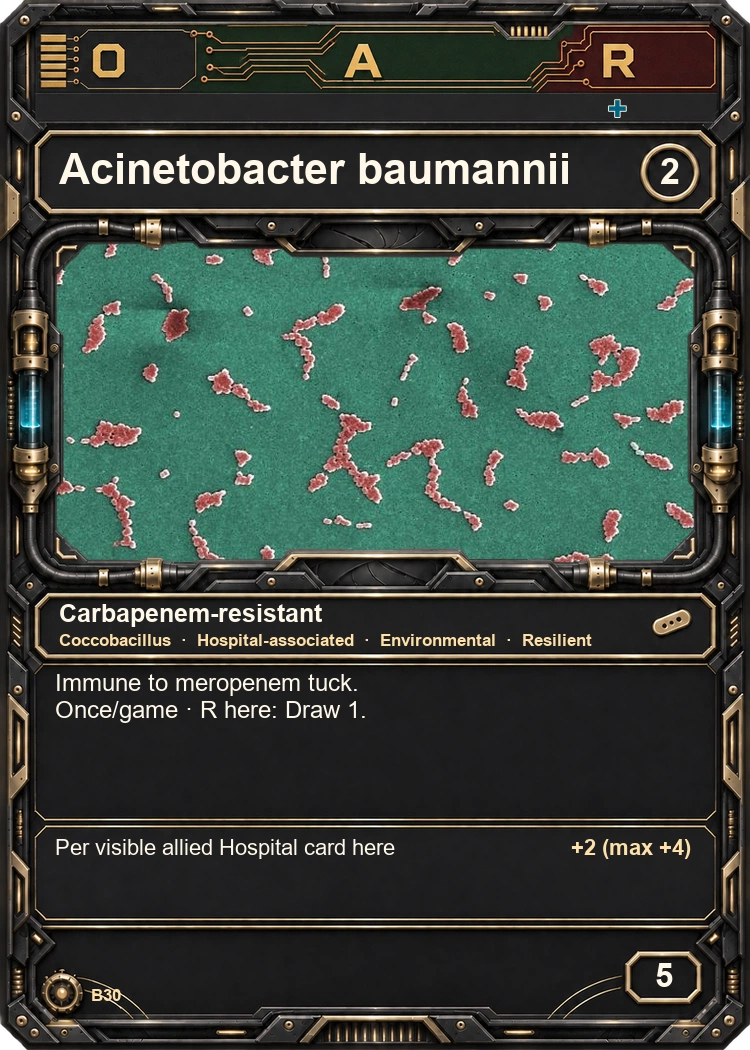 O A R
Acinetobacter baumannii 2
Carbapenem-resistant
Coccobacillus · Hospital-associated · Environmental · Resilient
Immune to meropenem tuck.
Once/game · R here: Draw 1.
Per visible allied Hospital card here +2 (max +4)
5
B30